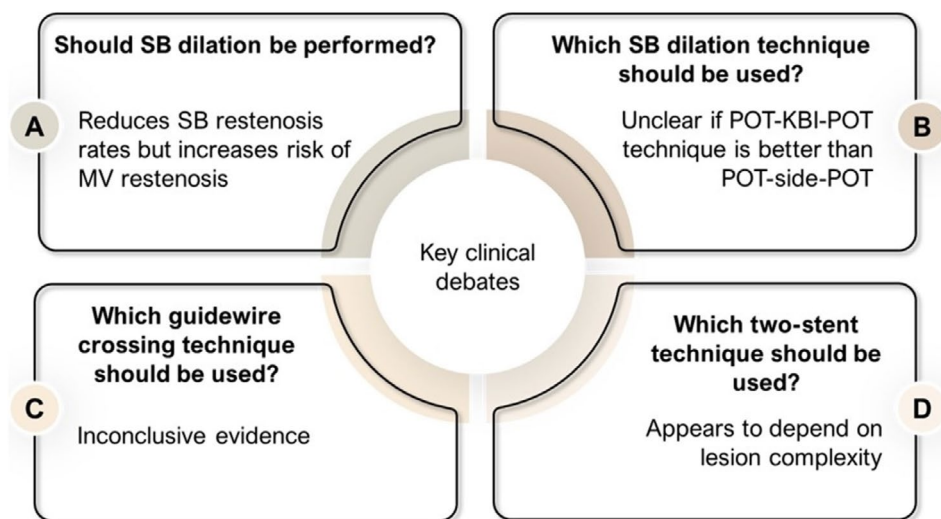 Should SB dilation be performed?
A
Reduces SB restenosis
rates but increases risk of
MV restenosis
Which SB dilation technique
should be used?
B
Unclear if POT-KBI-POT
technique is better than
POT-side-POT
Key clinical
debates
Which guidewire
crossing technique
should be used?
C
Inconclusive evidence
Which two-stent
technique should be
used?
D
Appears to depend on
lesion complexity